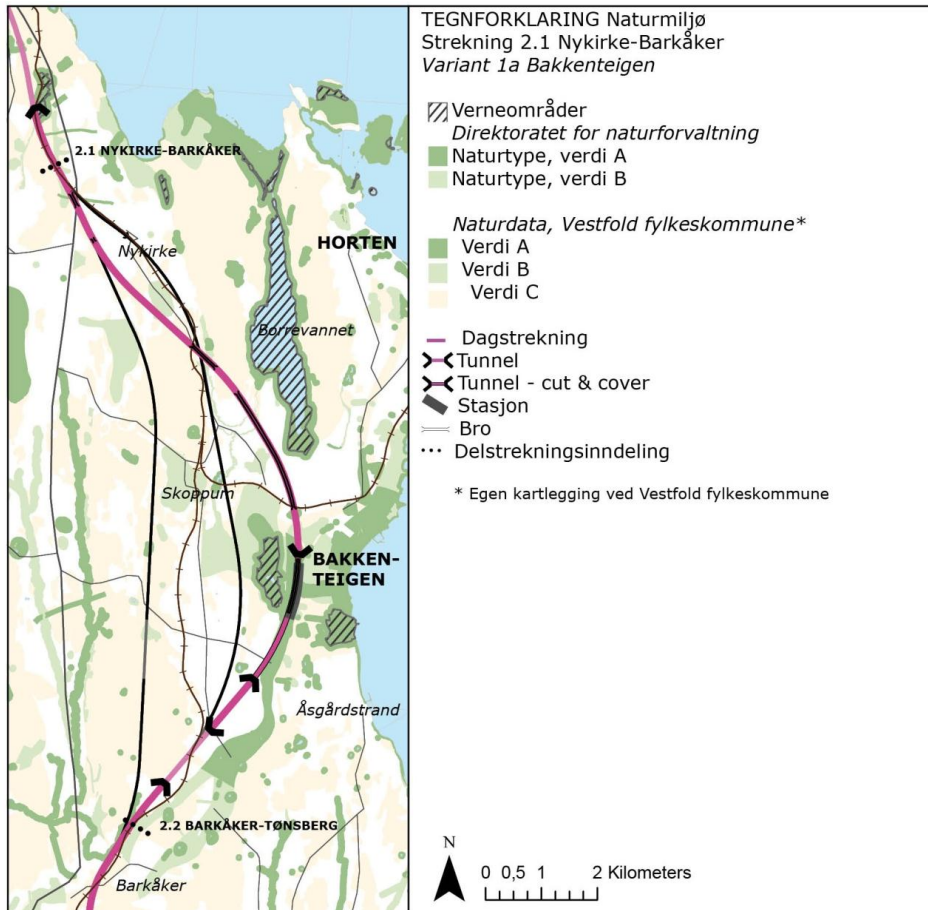 2.1 NYKIRKE-BARKÅKER
Nykirke
HORTEN
Borrevannet
Skoppum
BAKKEN-
TEIGEN
Åsgårdstrand
2.2 BARKÅKER-TØNSBERG
Barkåker
TEGNFORKLARING Naturmiljø
Strekning 2.1 Nykirke-Barkåker
Variant 1a Bakkenteigen
Verneområder
Direktoratet for naturforvaltning
Naturtype, verdi A
Naturtype, verdi B
Naturdata, Vestfold fylkeskommune*
Verdi A
Verdi B
Verdi C
Dagstrekning
Tunnel
Tunnel - cut & cover
Stasjon
Bro
Delstrekningsinndeling
* Egen kartlegging ved Vestfold fylkeskommune
N
0 0,5 1 2 Kilometers